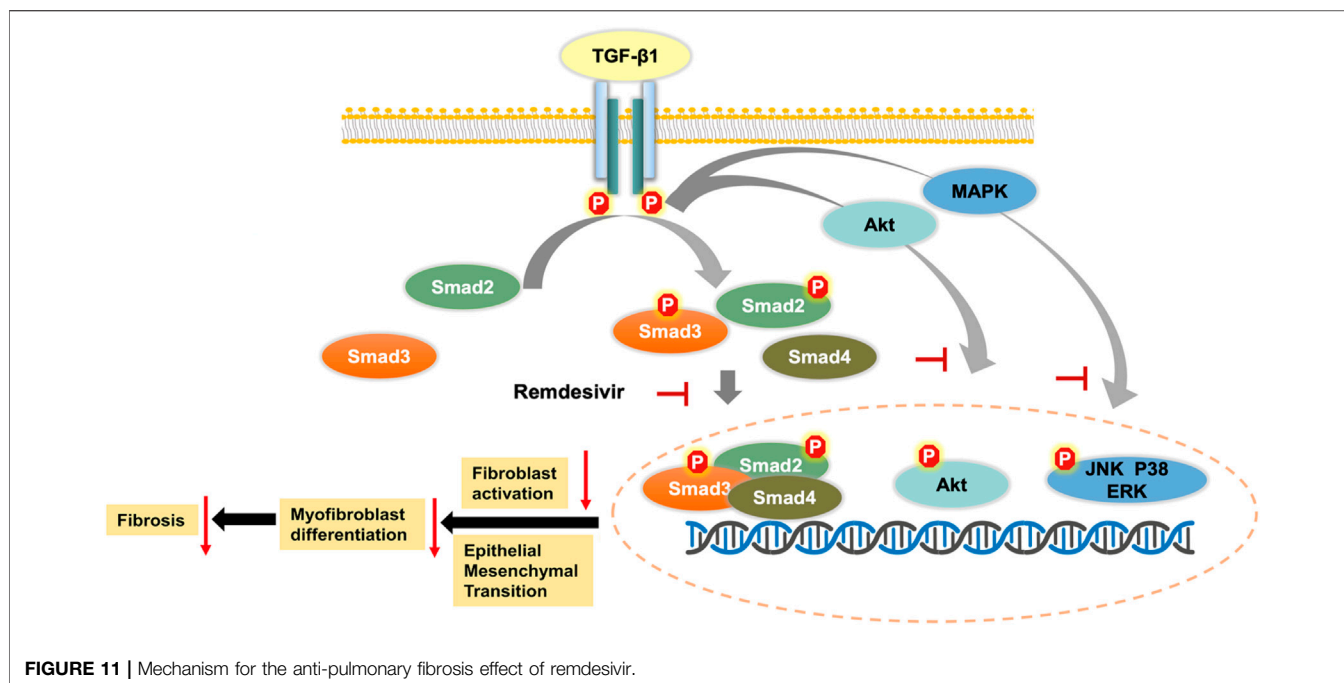 TGF-β1
P
P
MAPK
Akt
Smad2
P
Smad2
P
Smad3
Smad3
Smad4
Remdesivir
P
Smad2
P
Smad3
Smad4
P
Akt
P
JNK P38
ERK
Fibroblast
activation
Fibrosis
Myofibroblast
differentiation
Epithelial
Mesenchymal
Transition
FIGURE 11 | Mechanism for the anti-pulmonary fibrosis effect of remdesivir.